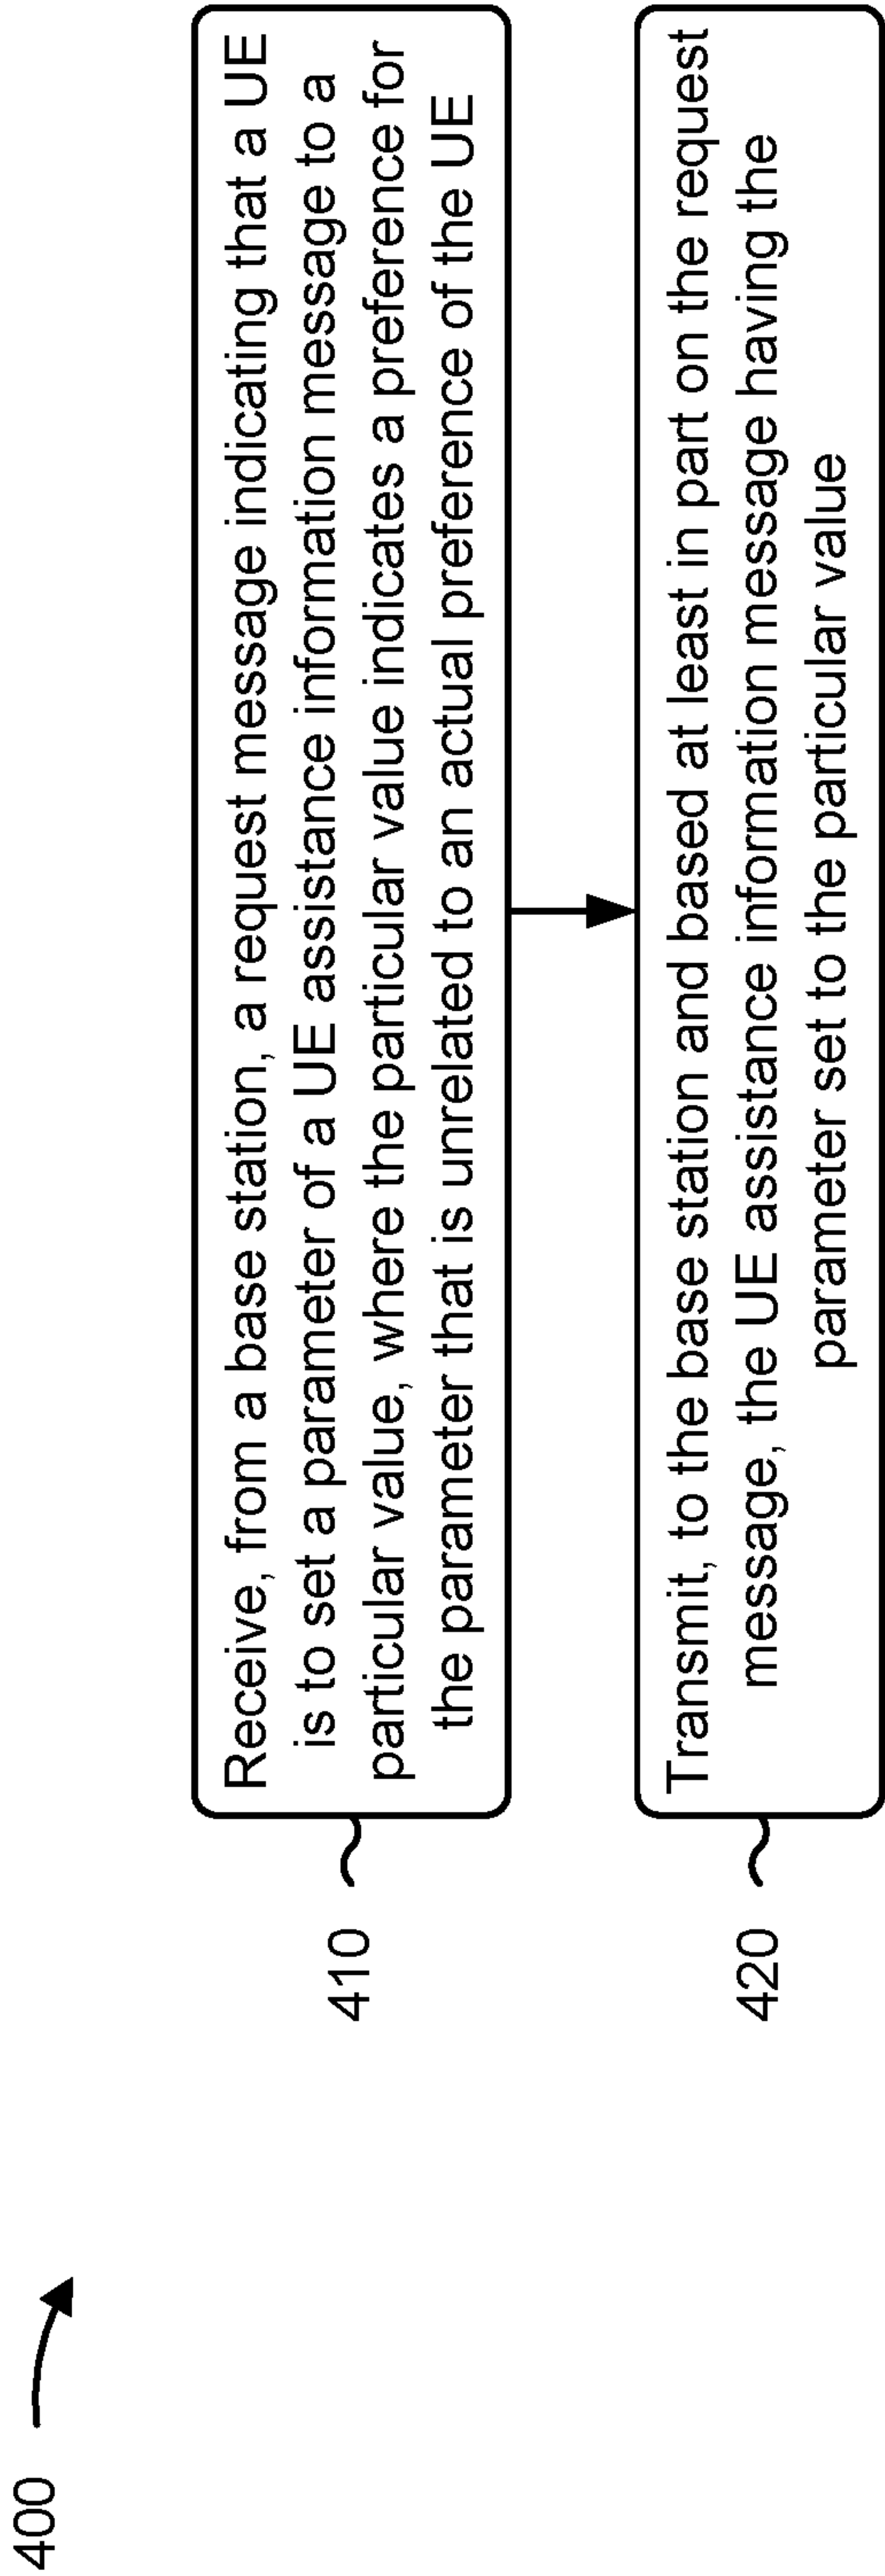 400
410
Receive, from a base station, a request message indicating that a UE
is to set a parameter of a UE assistance information message to a
particular value, where the particular value indicates a preference for
the parameter that is unrelated to an actual preference of the UE
420
Transmit, to the base station and based at least in part on the request
message, the UE assistance information message having the
parameter set to the particular value